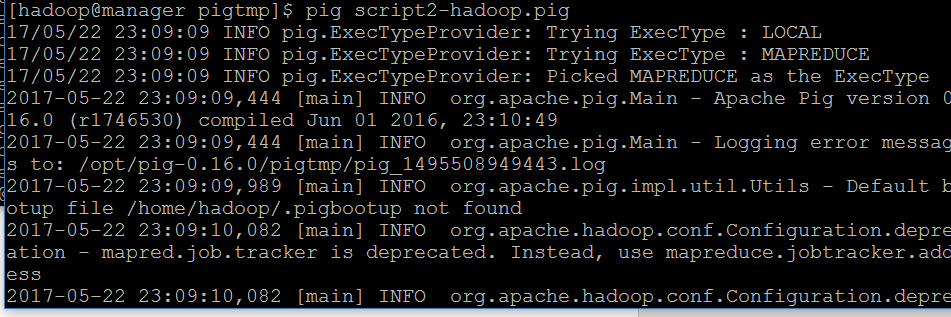 [hadoop@manager pigtmp]$ pig script2-hadoop.pig
17/05/22 23:09:09 INFO pig.ExecTypeProvider: Trying ExecType : LOCAL
17/05/22 23:09:09 INFO pig.ExecTypeProvider: Trying ExecType : MAPREDUCE
17/05/22 23:09:09 INFO pig.ExecTypeProvider: Picked MAPREDUCE as the ExecType
2017-05-22 23:09:09,444 [main] INFO  org.apache.pig.Main - Apache Pig version 0
16.0 (r1746530) compiled Jun 01 2016, 23:10:49
2017-05-22 23:09:09,444 [main] INFO  org.apache.pig.Main - Logging error messag
s to: /opt/pig-0.16.0/pigtmp/pig_1495508949443.log
2017-05-22 23:09:09,989 [main] INFO  org.apache.pig.impl.util.Utils - Default b
otup file /home/hadoop/.pigbootup not found
2017-05-22 23:09:10,082 [main] INFO  org.apache.hadoop.conf.Configuration.depre
ation - mapred.job.tracker is deprecated. Instead, use mapreduce.jobtracker.add
ess
2017-05-22 23:09:10,082 [main] INFO  org.apache.hadoop.conf.Configuration.depre